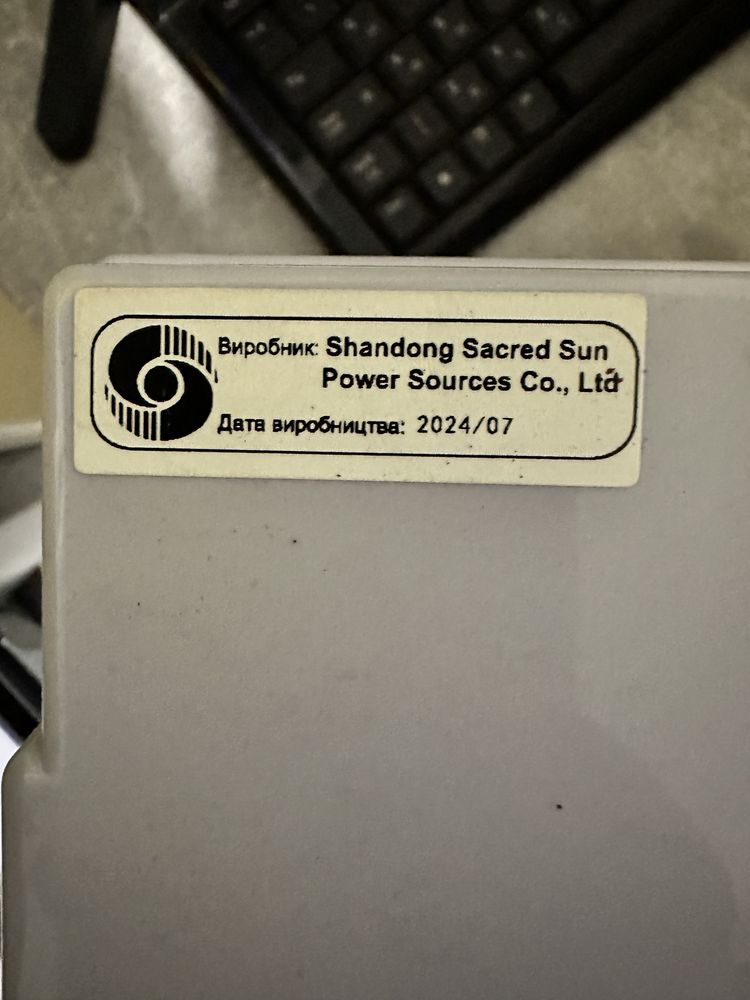 Виробник: Shandong Sacred Sun
Power Sources Co., Ltd
Дата виробництва: 2024/07